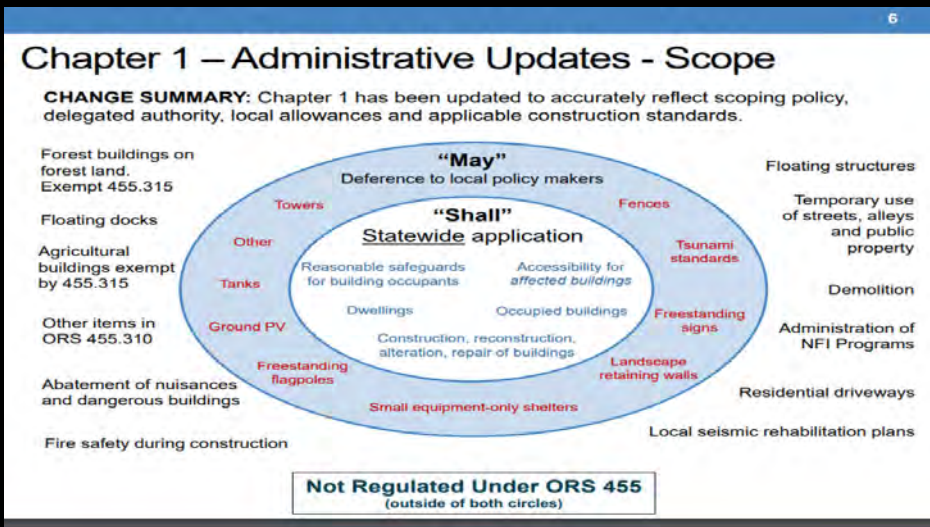 6
Chapter 1 – Administrative Updates - Scope
CHANGE SUMMARY: Chapter 1 has been updated to accurately reflect scoping policy,
delegated authority, local allowances and applicable construction standards.
Forest buildings on
forest land.
Exempt 455.315
Floating docks
Agricultural
buildings exempt
by 455.315
Other items in
ORS 455.310
Abatement of nuisances
and dangerous buildings
Fire safety during construction
“May”
Deference to local policy makers
Towers
Other
Tanks
Ground PV
Freestanding
flagpoles
Small equipment-only shelters
Fences
Tsunami
standards
Freestanding
signs
Landscape
retaining walls
“Shall”
Statewide application
Reasonable safeguards
for building occupants
Accessibility for
affected buildings
Dwellings
Occupied buildings
Construction, reconstruction,
alteration, repair of buildings
Floating structures
Temporary use
of streets, alleys
and public
property
Demolition
Administration of
NFI Programs
Residential driveways
Local seismic rehabilitation plans
Not Regulated Under ORS 455
(outside of both circles)